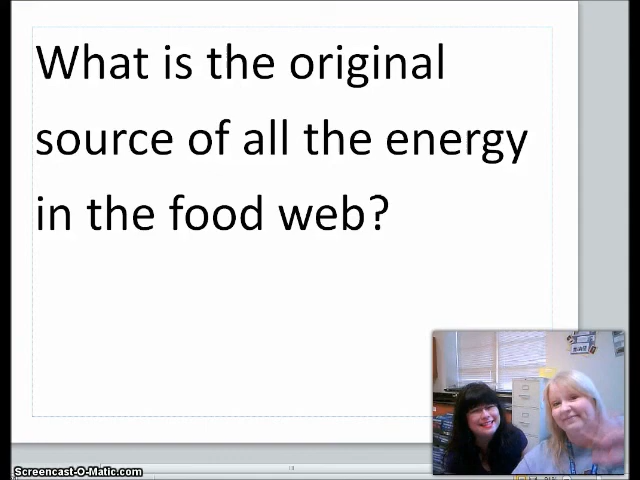 What is the original
source of all the energy
in the food web?
Screencast-O-Matic.com